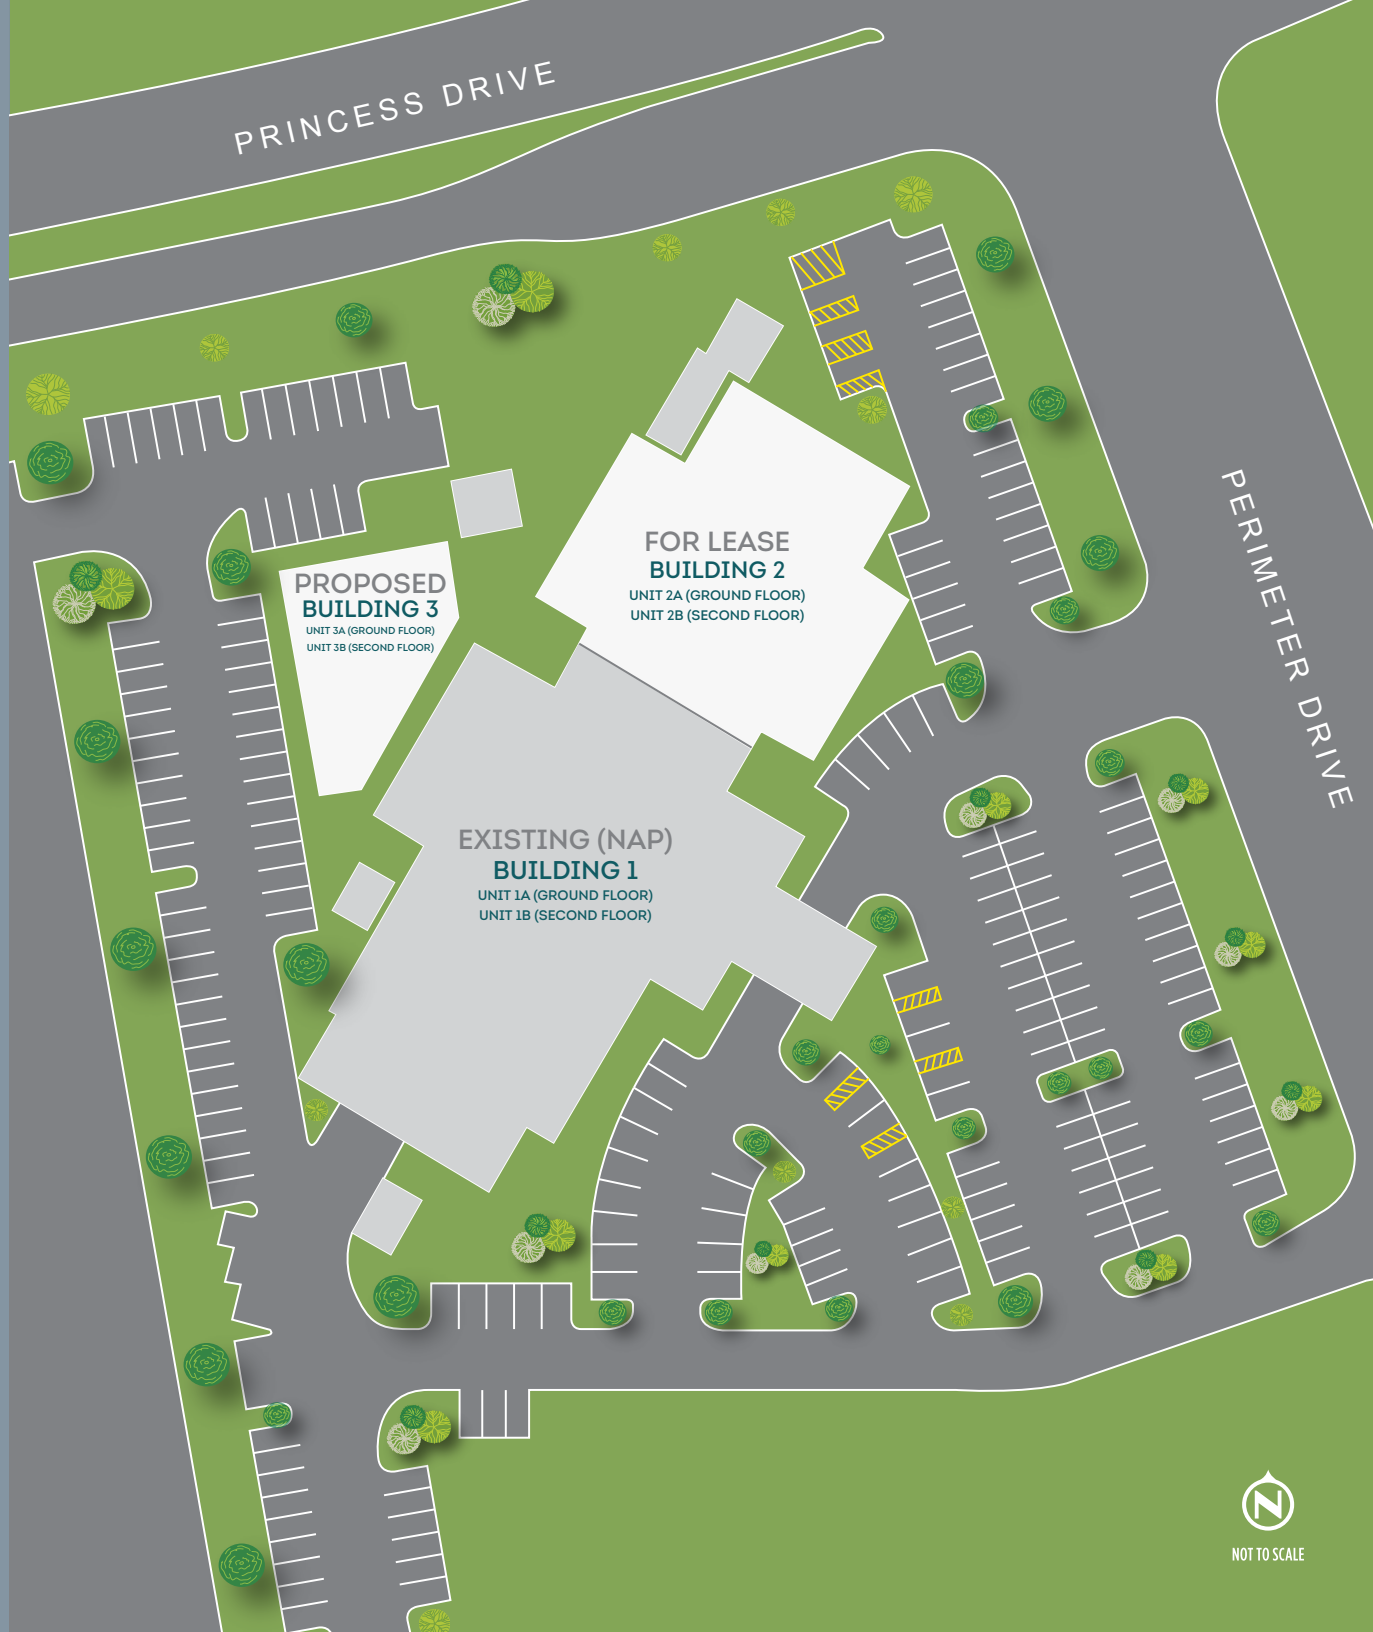 PRINCESS DRIVE
PERIMETER DRIVE
FOR LEASE
BUILDING 2
UNIT 2A (GROUND FLOOR)
UNIT 2B (SECOND FLOOR)
PROPOSED
BUILDING 3
UNIT 3A (GROUND FLOOR)
UNIT 3B (SECOND FLOOR)
EXISTING (NAP)
BUILDING 1
UNIT 1A (GROUND FLOOR)
UNIT 1B (SECOND FLOOR)
N
NOT TO SCALE